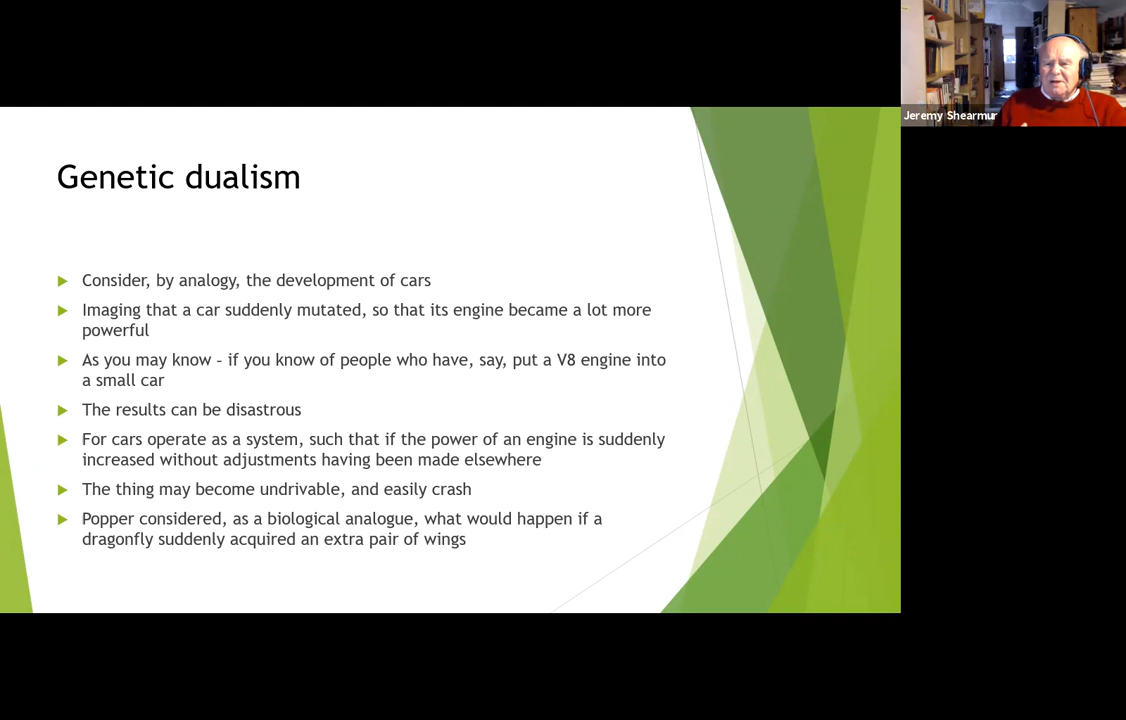 Jeremy Shearmur
Genetic dualism
Consider, by analogy, the development of cars
Imaging that a car suddenly mutated, so that its engine became a lot more
powerful
As you may know – if you know of people who have, say, put a V8 engine into
a small car
The results can be disastrous
For cars operate as a system, such that if the power of an engine is suddenly
increased without adjustments having been made elsewhere
The thing may become undrivable, and easily crash
Popper considered, as a biological analogue, what would happen if a
dragonfly suddenly acquired an extra pair of wings